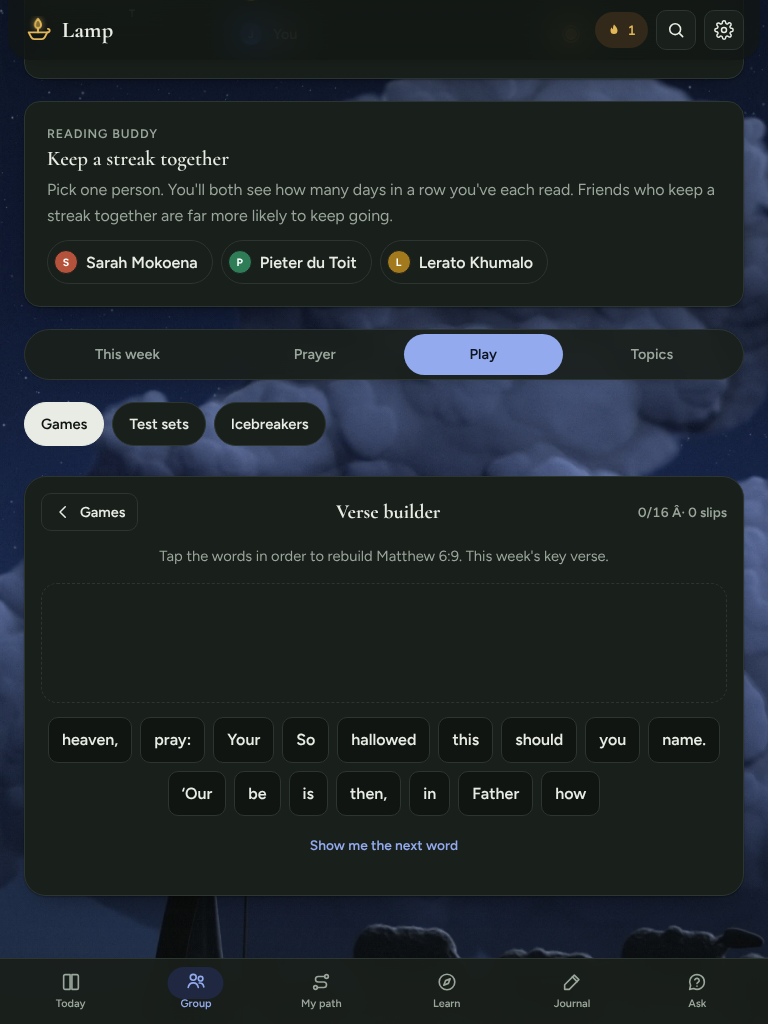 Lamp
You
1
READING BUDDY
Keep a streak together
Pick one person. You'll both see how many days in a row you've each read. Friends who keep a
streak together are far more likely to keep going.
S Sarah Mokoena P Pieter du Toit L Lerato Khumalo
This week Prayer Play Topics
Games Test sets Icebreakers
Games Verse builder 0/16 Â· 0 slips
Tap the words in order to rebuild Matthew 6:9. This week's key verse.
heaven, pray: Your So hallowed this should you name.
‘Our be is then, in Father how
Show me the next word
Today Group My path Learn Journal Ask